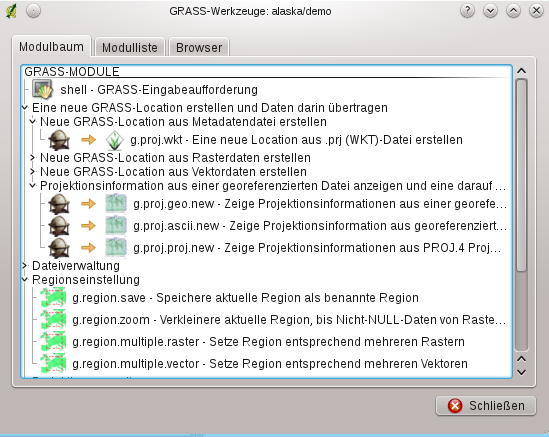 GRASS-Werkzeuge: alaska/demo
Modulbaum Modulliste Browser
GRASS-MODULE
shell - GRASS-Eingabeaufforderung
Eine neue GRASS-Location erstellen und Daten darin übertragen
Neue GRASS-Location aus Metadatendatei erstellen
g.proj.wkt - Eine neue Location aus .prj (WKT)-Datei erstellen
Neue GRASS-Location aus Rasterdaten erstellen
Neue GRASS-Location aus Vektordaten erstellen
Projektionsinformation aus einer georeferenzierten Datei anzeigen und eine darauf ...
g.proj.geo.new - Zeige Projektionsinformationen aus einer georefe...
g.proj.ascii.new - Zeige Projektionsinformation aus georeferenziert...
g.proj.proj.new - Zeige Projektionsinformationen aus PROJ.4 Proj...
Dateiverwaltung
Regionseinstellung
g.region.save - Speichere aktuelle Region als benannte Region
g.region.zoom - Verkleinere aktuelle Region, bis Nicht-NULL-Daten von Raste...
g.region.multiple.raster - Setze Region entsprechend mehreren Rastern
g.region.multiple.vector - Setze Region entsprechend mehreren Vektoren
Schließen